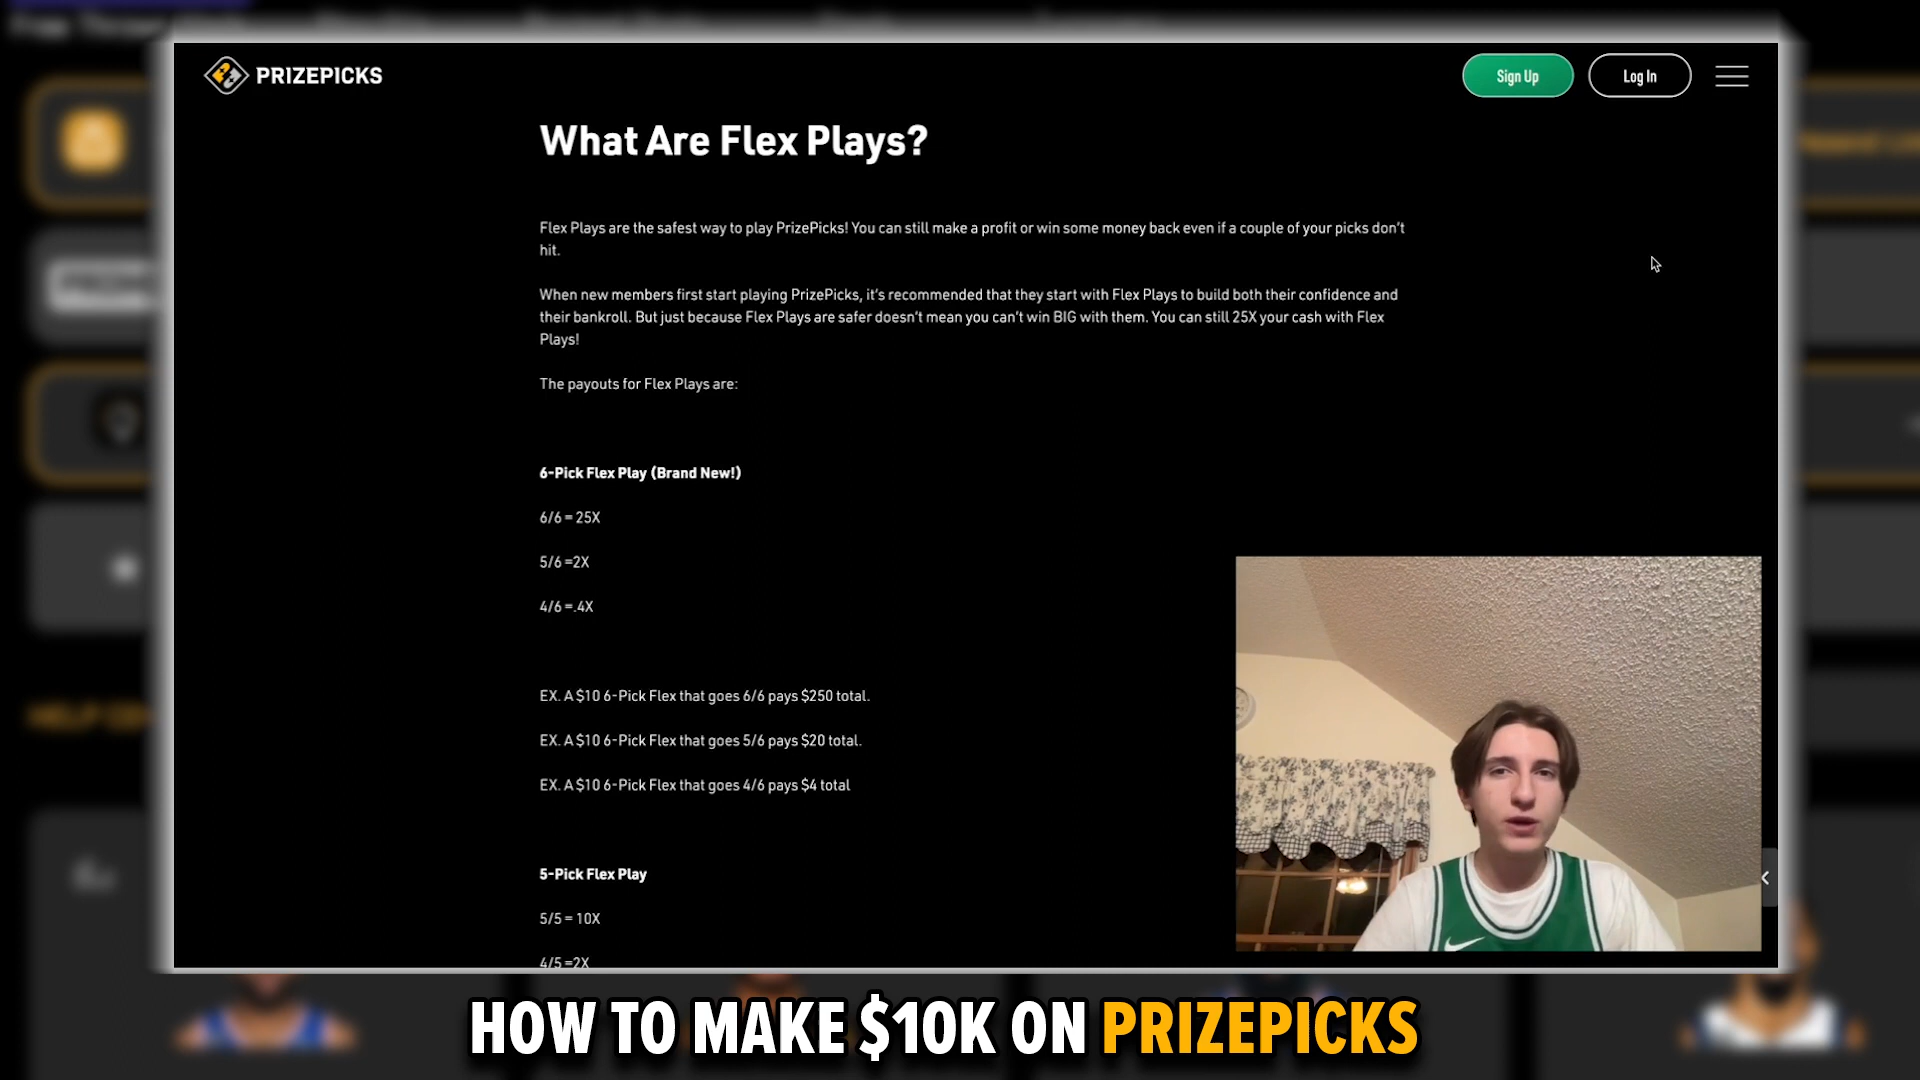 PRIZEPICKS
Sign Up
Log In
What Are Flex Plays?
Flex Plays are the safest way to play PrizePicks! You can still make a profit or win some money back even if a couple of your picks don't
hit.
When new members first start playing PrizePicks, it's recommended that they start with Flex Plays to build both their confidence and
their bankroll. But just because Flex Plays are safer doesn't mean you can't win BIG with them. You can still 25X your cash with Flex
Plays!
The payouts for Flex Plays are:
6-Pick Flex Play (Brand New!)
6/6 = 25X
5/6 =2X
4/6 =.4X
EX. A $10 6-Pick Flex that goes 6/6 pays $250 total.
EX. A $10 6-Pick Flex that goes 5/6 pays $20 total.
EX. A $10 6-Pick Flex that goes 4/6 pays $4 total
5-Pick Flex Play
5/5 = 10X
4/5 =2X
HOW TO MAKE $10K ON PRIZEPICKS